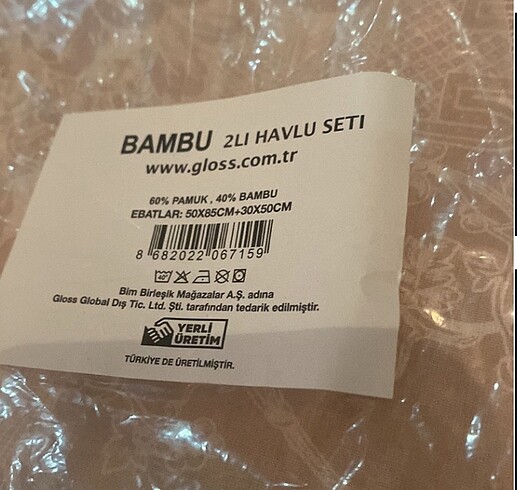 BAMBU 2LI HAVLU SETI
www.gloss.com.tr
60% PAMUK , 40% BAMBU
EBATLAR: 50X85CM+30X50CM
8 682022 067159
40°
Bim Birleşik Mağazalar A.Ş. adına
Gloss Global Dış Tic. Ltd. Şti. tarafından tedarik edilmiştir.
YERLİ
ÜRETİM
TÜRKİYE DE ÜRETİLMİŞTİR.